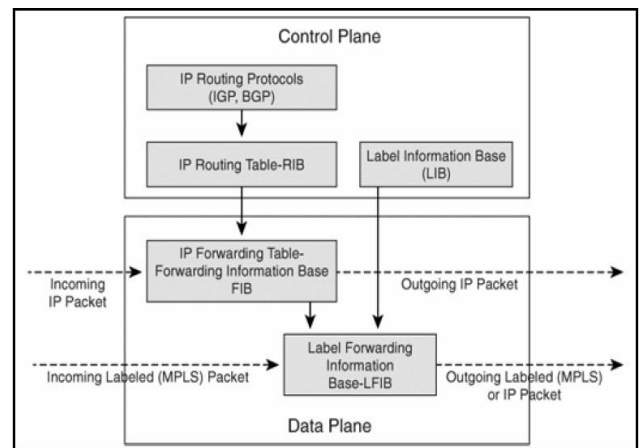 Control Plane
IP Routing Protocols
(IGP, BGP)
IP Routing Table-RIB
Label Information Base
(LIB)
IP Forwarding Table-
Forwarding Information Base
FIB
Incoming
IP Packet
Outgoing IP Packet
Label Forwarding
Information
Base-LFIB
Incoming Labeled (MPLS) Packet
Outgoing Labeled (MPLS)
or IP Packet
Data Plane